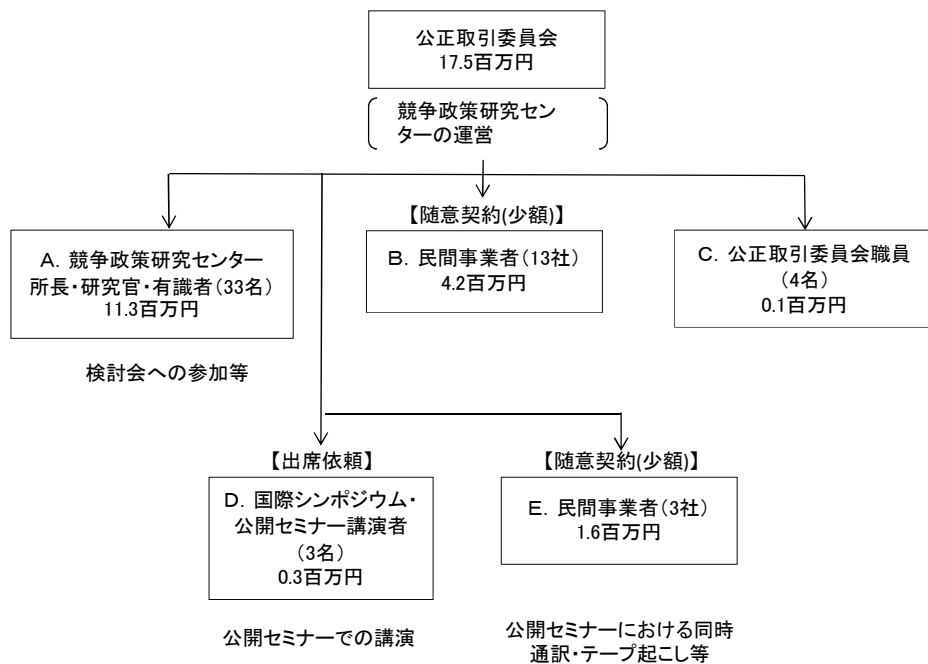 公正取引委員会
17.5百万円
競争政策研究セン
ターの運営
【随意契約(少額)】
A. 競争政策研究センター
所長・研究官・有識者(33名)
11.3百万円
B. 民間事業者(13社)
4.2百万円
C. 公正取引委員会職員
(4名)
0.1百万円
検討会への参加等
【出席依頼】
【随意契約(少額)】
D. 国際シンポジウム・
公開セミナー講演者
(3名)
0.3百万円
E. 民間事業者(3社)
1.6百万円
公開セミナーでの講演
公開セミナーにおける同時
通訳・テープ起こし等